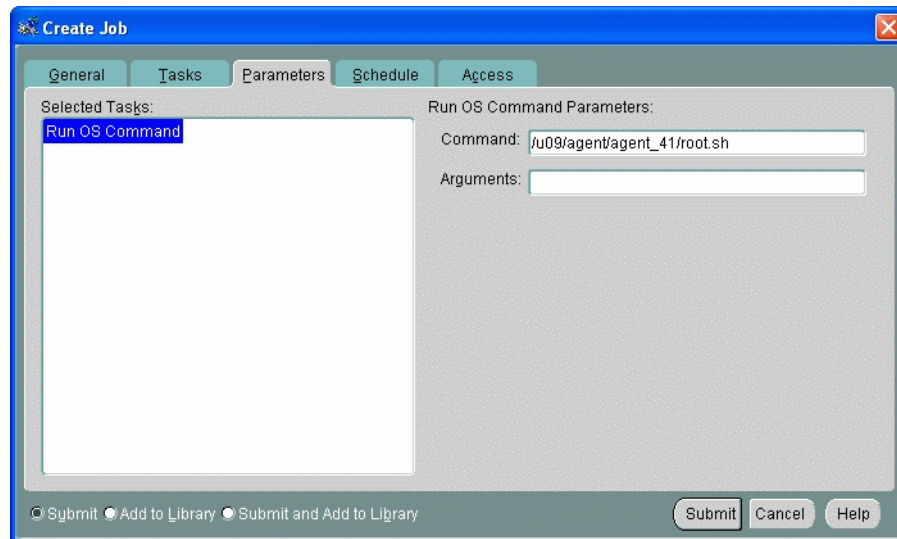 Create Job
General Tasks Parameters Schedule Access
Selected Tasks:
Run OS Command
Run OS Command Parameters:
Command: /u09/agent/agent_41/root.sh
Arguments:
Submit Add to Library Submit and Add to Library
Submit Cancel Help